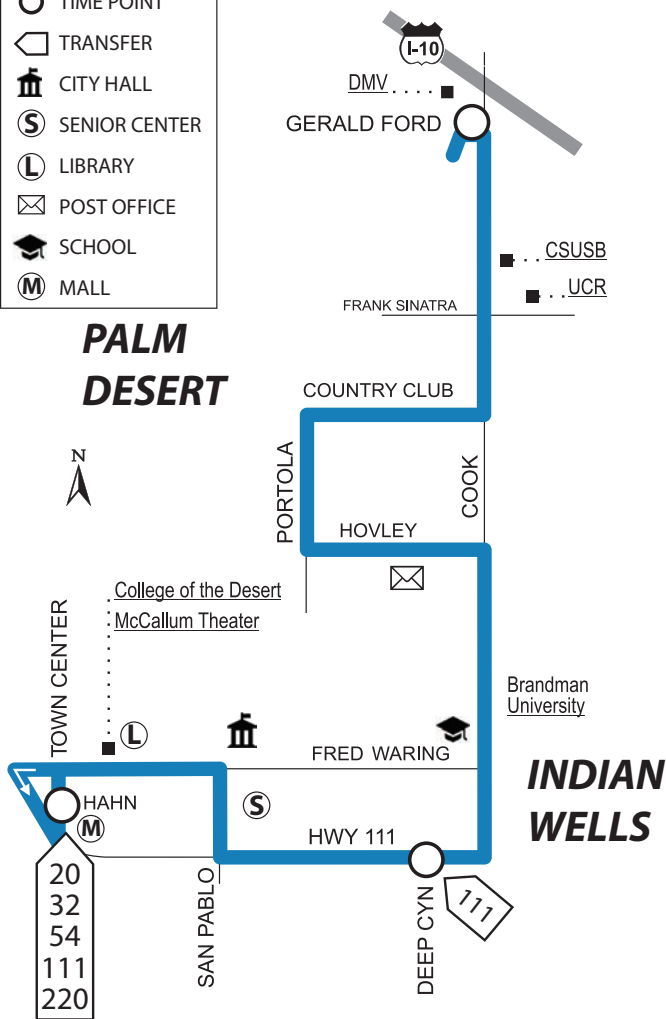 TIME POINT
TRANSFER
CITY HALL
S SENIOR CENTER
L LIBRARY
POST OFFICE
SCHOOL
M MALL
I-10
DMV
GERALD FORD
CSUSB
UCR
FRANK SINATRA
PALM
DESERT
COUNTRY CLUB
N
PORTOLA
COOK
HOVLEY
College of the Desert
McCallum Theater
TOWN CENTER
L
Brandman
University
FRED WARING
INDIAN
WELLS
HAHN
M
S
HWY 111
20
32
54
111
220
SAN PABLO
DEEP CYN
111